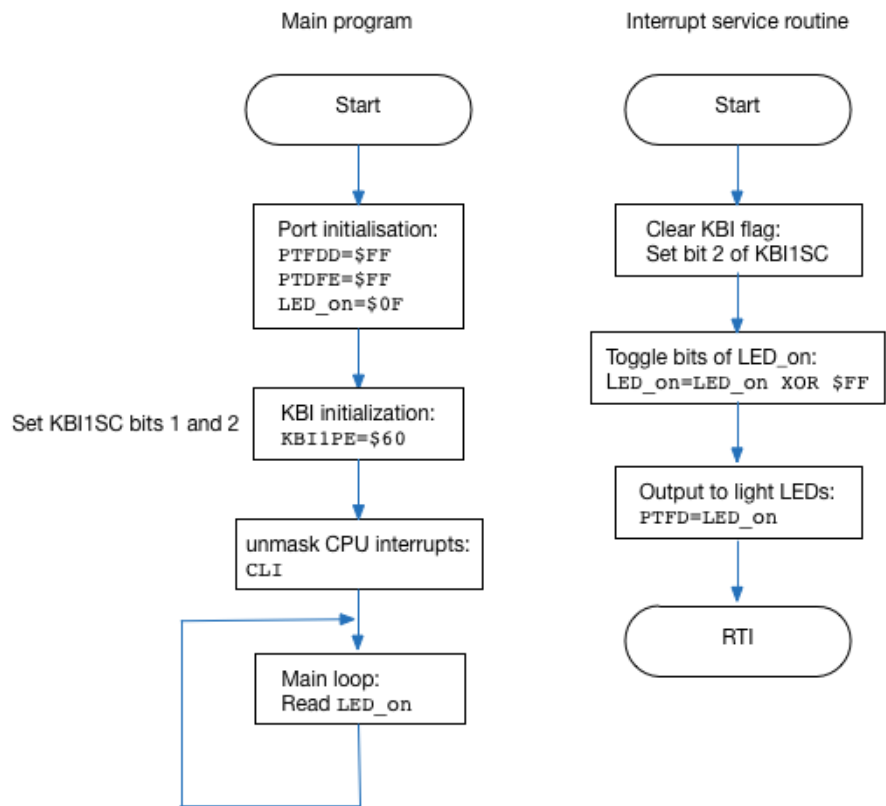 Main program
Start
Port initialisation:
PTFDD=$FF
PTDFE=$FF
LED_on=$0F
Set KBI1SC bits 1 and 2
KBI initialization:
KBI1PE=$60
unmask CPU interrupts:
CLI
Main loop:
Read LED_on
Interrupt service routine
Start
Clear KBI flag:
Set bit 2 of KBI1SC
Toggle bits of LED_on:
LED_on=LED_on XOR $FF
Output to light LEDs:
PTFD=LED_on
RTI